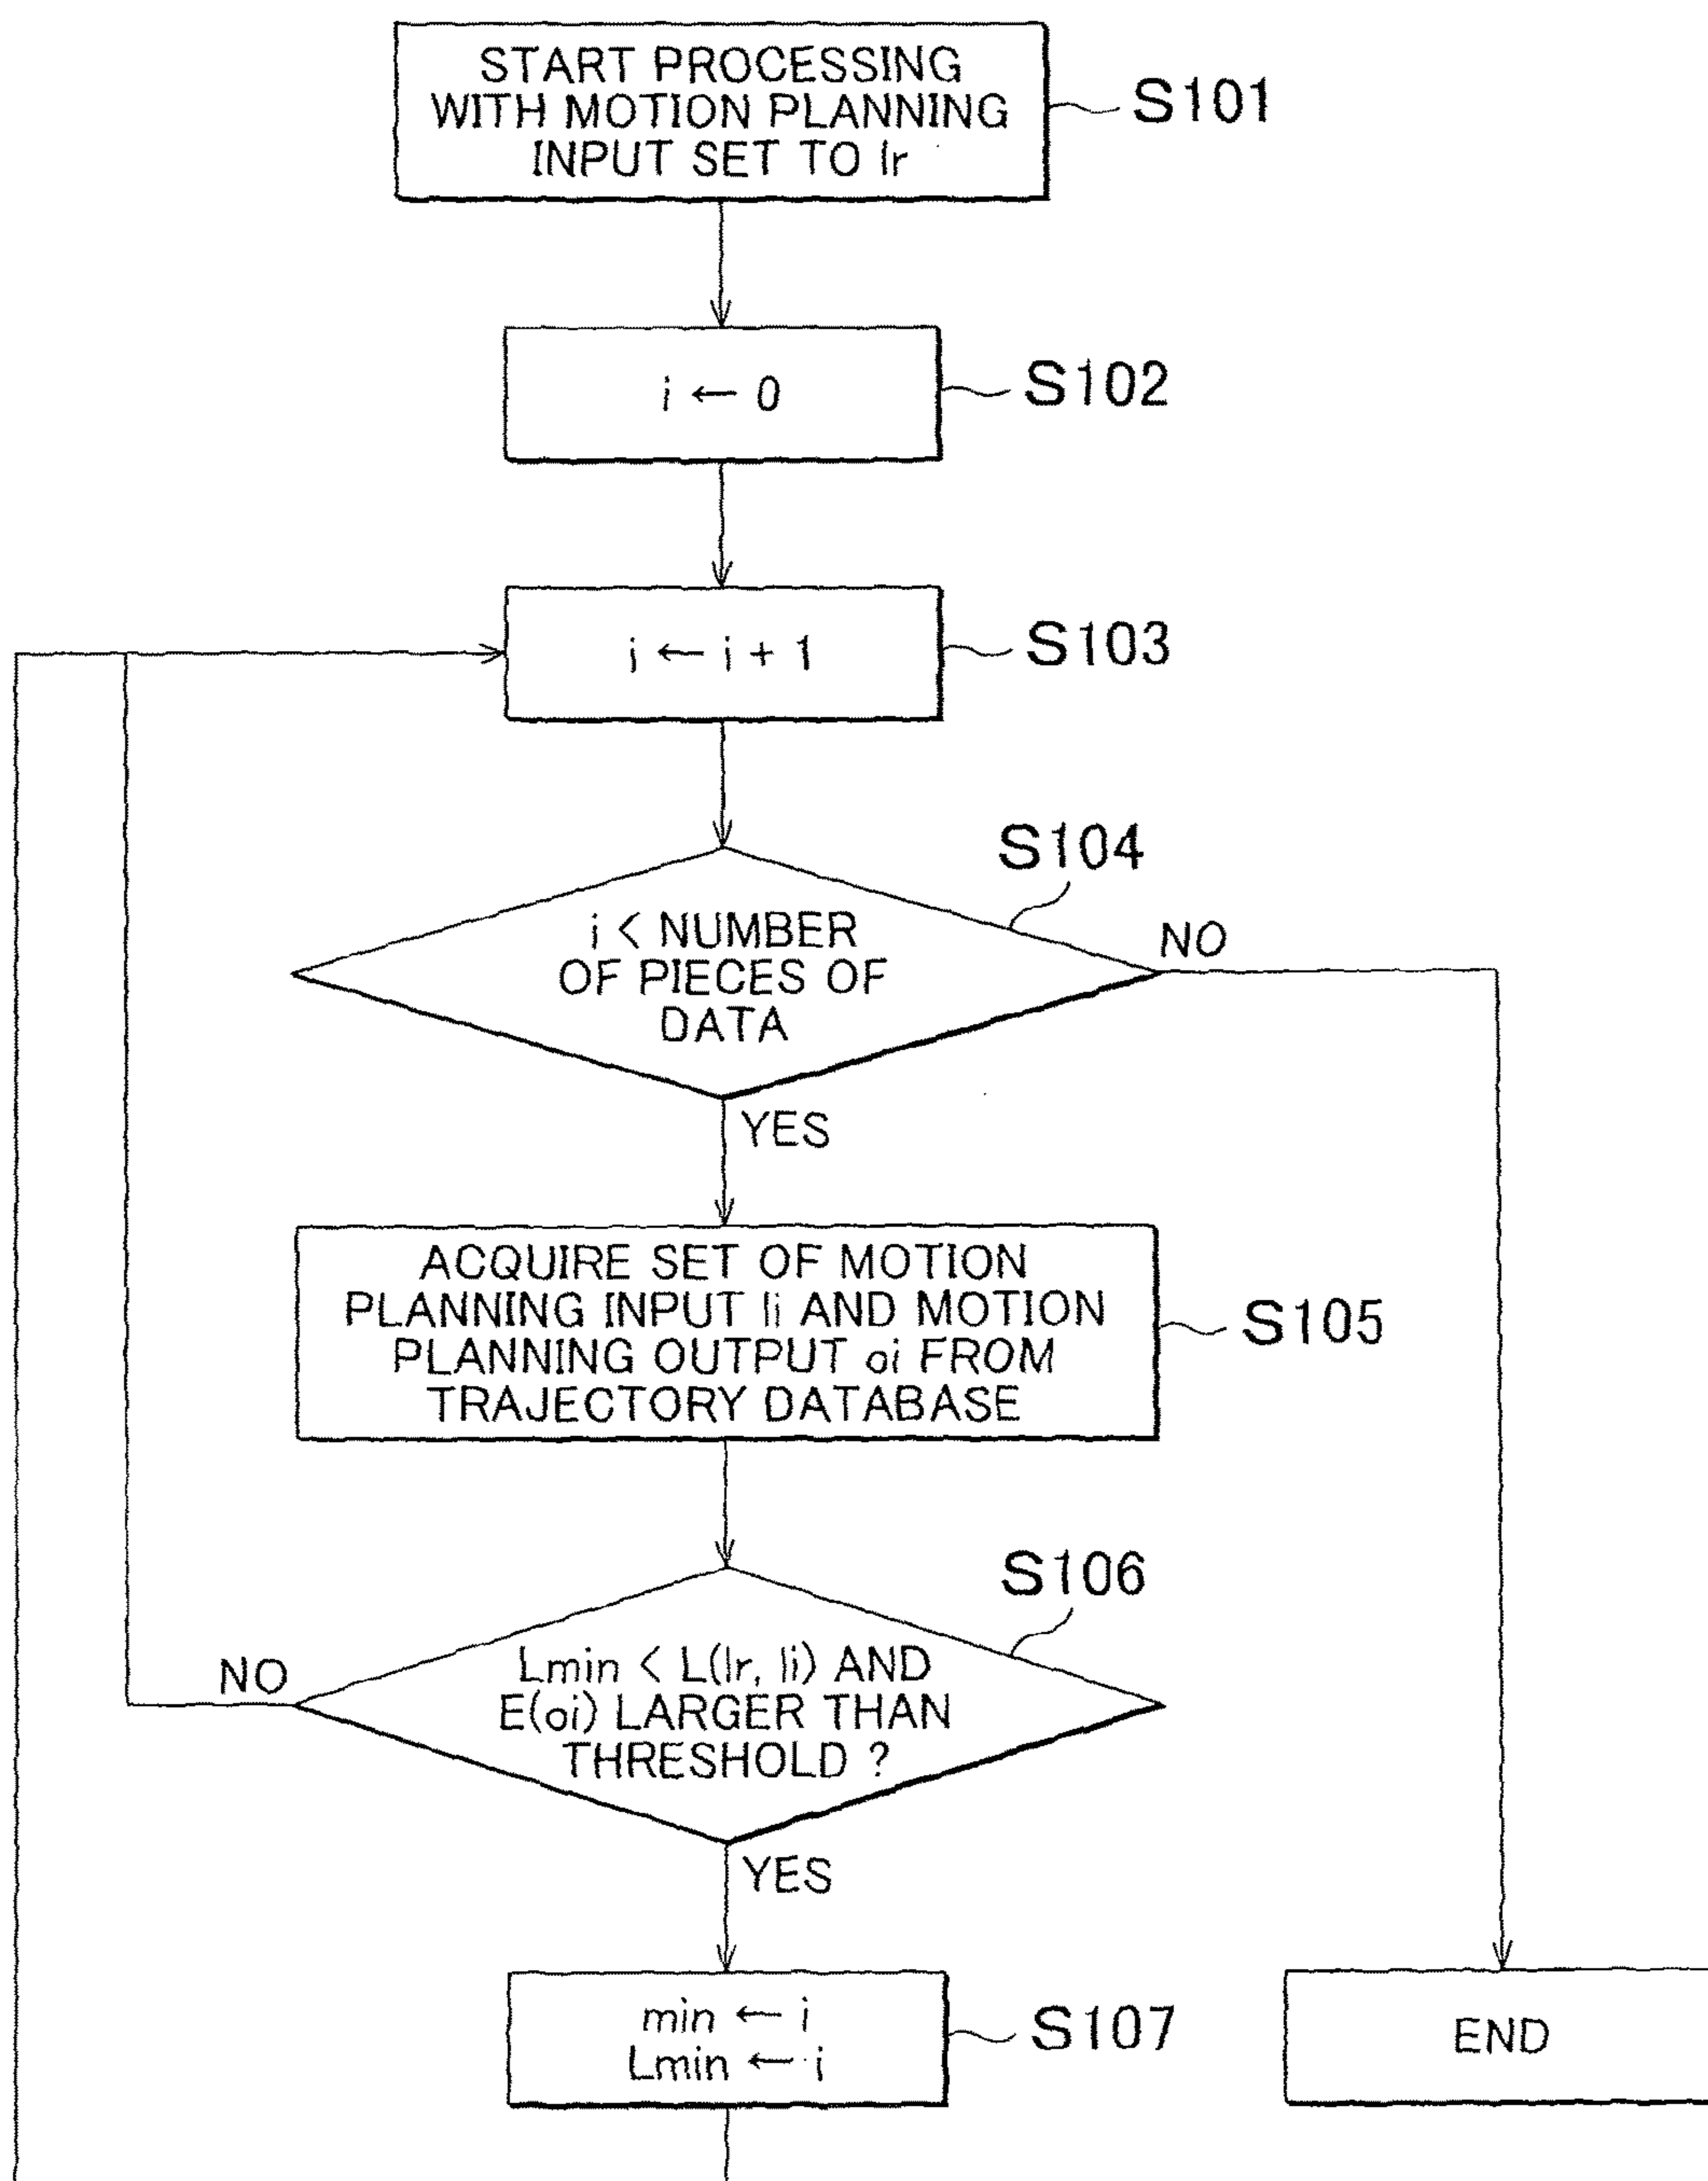 START PROCESSING
WITH MOTION PLANNING
INPUT SET TO Ir
S101
i ← 0
S102
i ← i + 1
S103
S104
i < NUMBER
OF PIECES OF
DATA
NO
YES
ACQUIRE SET OF MOTION
PLANNING INPUT Ii AND MOTION
PLANNING OUTPUT oi FROM
TRAJECTORY DATABASE
S105
S106
Lmin < L(Ir, Ii) AND
E(oi) LARGER THAN
THRESHOLD ?
NO
YES
min ← i
Lmin ← i
S107
END